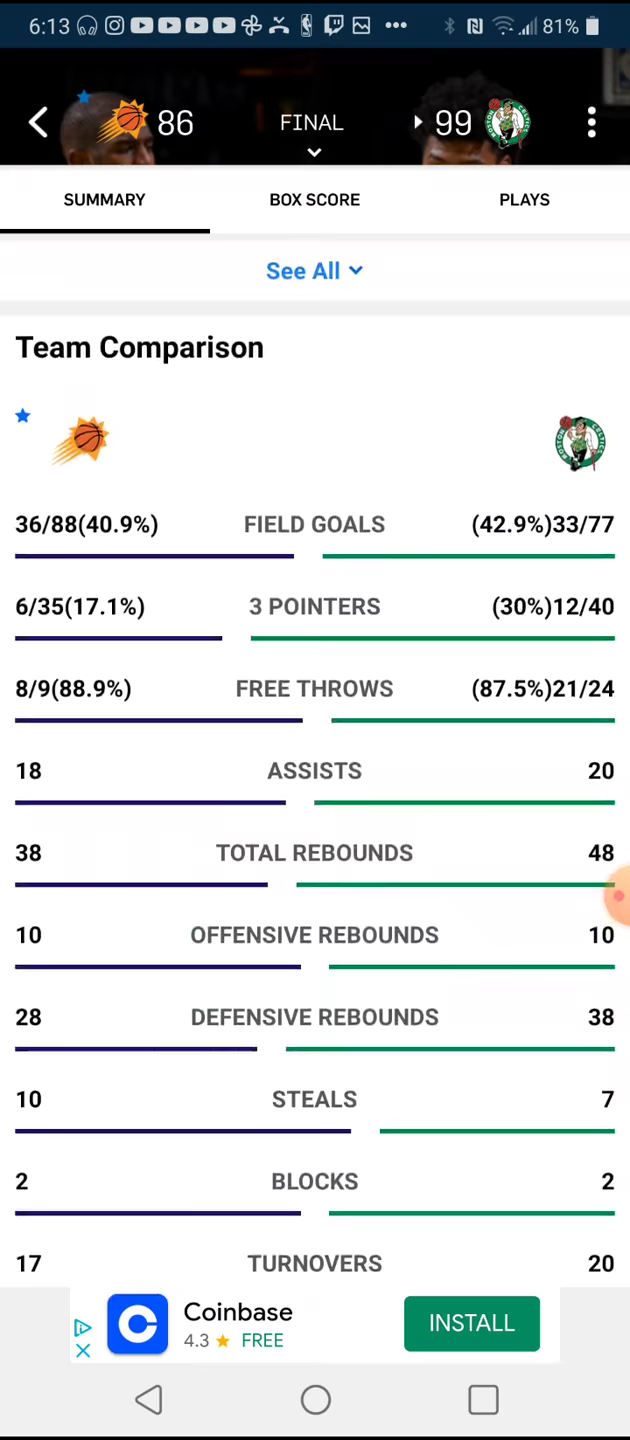 6:13 81%
86 FINAL 99
SUMMARY BOX SCORE PLAYS
See All
Team Comparison
36/88(40.9%) FIELD GOALS (42.9%)33/77
6/35(17.1%) 3 POINTERS (30%)12/40
8/9(88.9%) FREE THROWS (87.5%)21/24
18 ASSISTS 20
38 TOTAL REBOUNDS 48
10 OFFENSIVE REBOUNDS 10
28 DEFENSIVE REBOUNDS 38
10 STEALS 7
2 BLOCKS 2
17 TURNOVERS 20
Coinbase
4.3 ★ FREE
INSTALL